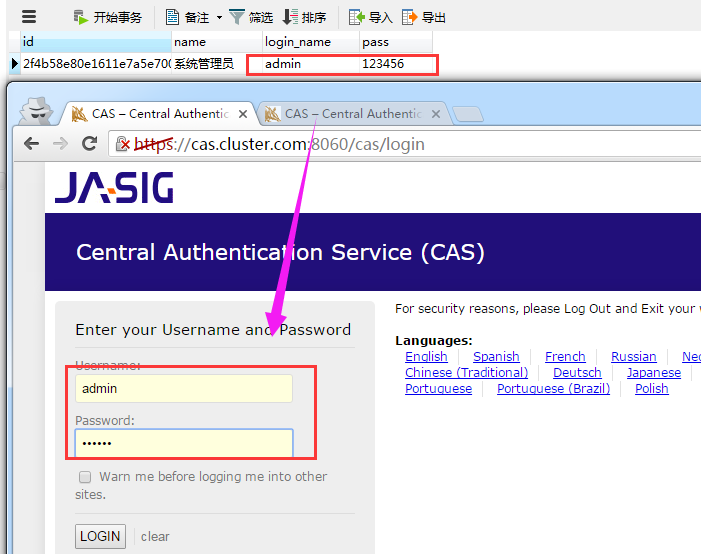 开始事务 备注 筛选 排序 导入 导出
id name login_name pass
2f4b58e80e1611e7a5e700 系统管理员 admin 123456
CAS – Central Authentic CAS – Central Authentic
https://cas.cluster.com:8060/cas/login
JASIG
Central Authentication Service (CAS)
For security reasons, please Log Out and Exit your
Enter your Username and Password
Languages:
English Spanish French Russian Ned
Chinese (Traditional) Deutsch Japanese
Portuguese Portuguese (Brazil) Polish
Username:
admin
Password:
••••••
Warn me before logging me into other
sites.
LOGIN clear